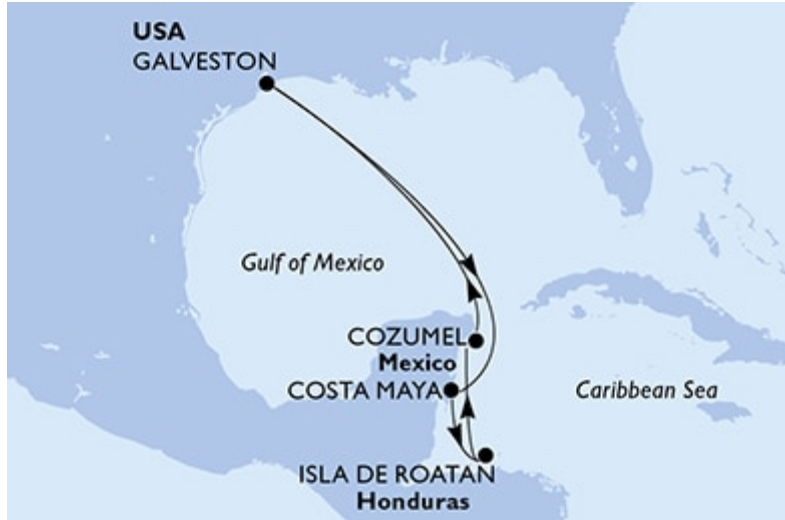 USA
GALVESTON
Gulf of Mexico
COZUMEL
Mexico
COSTA MAYA
Caribbean Sea
ISLA DE ROATAN
Honduras